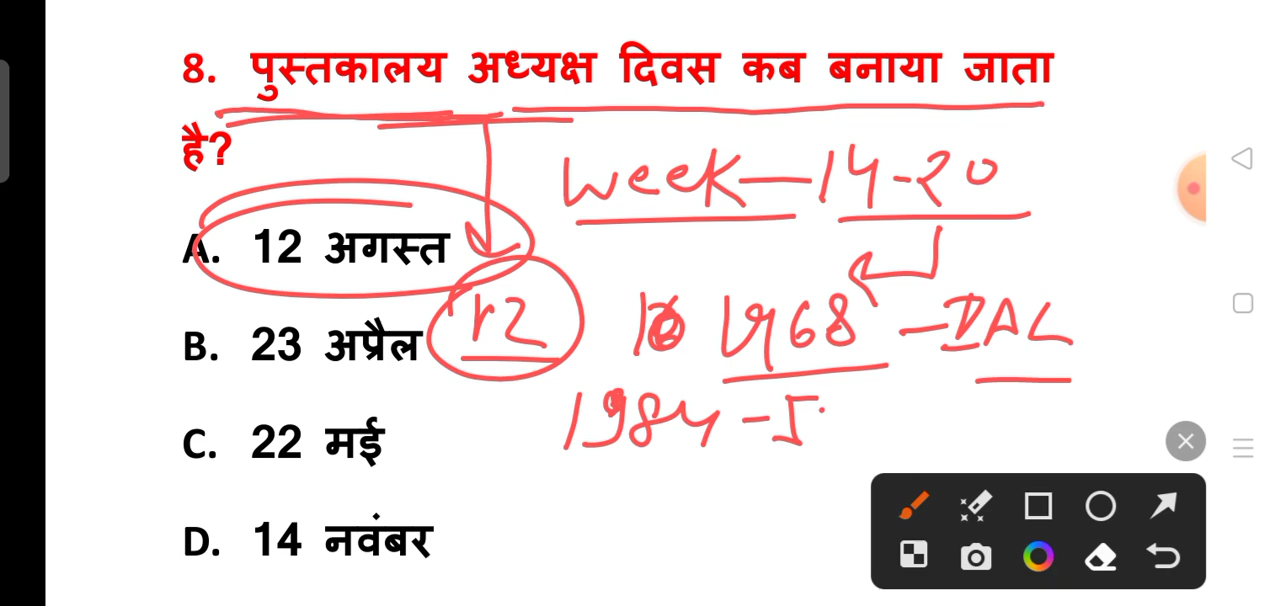 8. पुस्तकालय अध्यक्ष दिवस कब बनाया जाता
है?
Week-14-20
A. 12 अगस्त
12
1968 -IAL
B. 23 अप्रैल
1984-5
C. 22 मई
D. 14 नवंबर